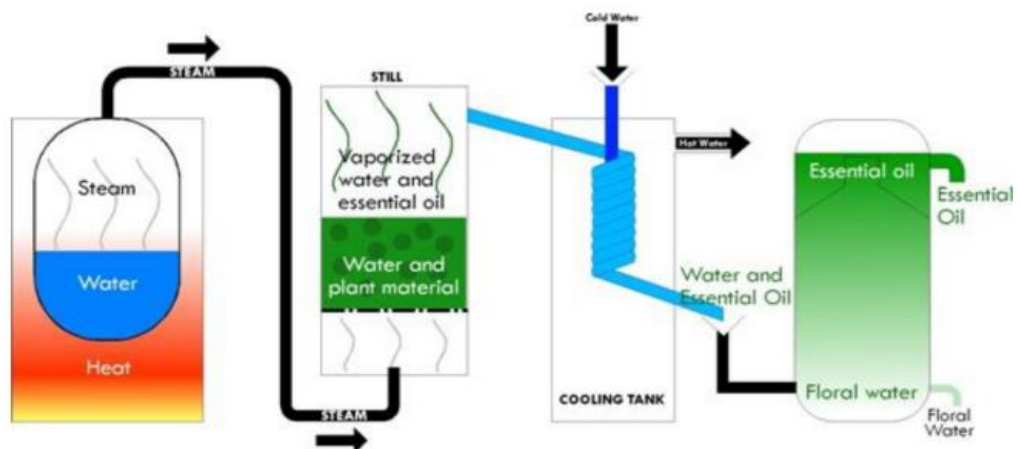 Cold Water
STEAM
STILL
Steam
Water
Heat
STEAM
Vaporized
water and
essential oil
Water and
plant material
Hot Water
COOLING TANK
Water and
Essential Oil
Essential oil
Essential
Oil
Floral water
Floral
Water